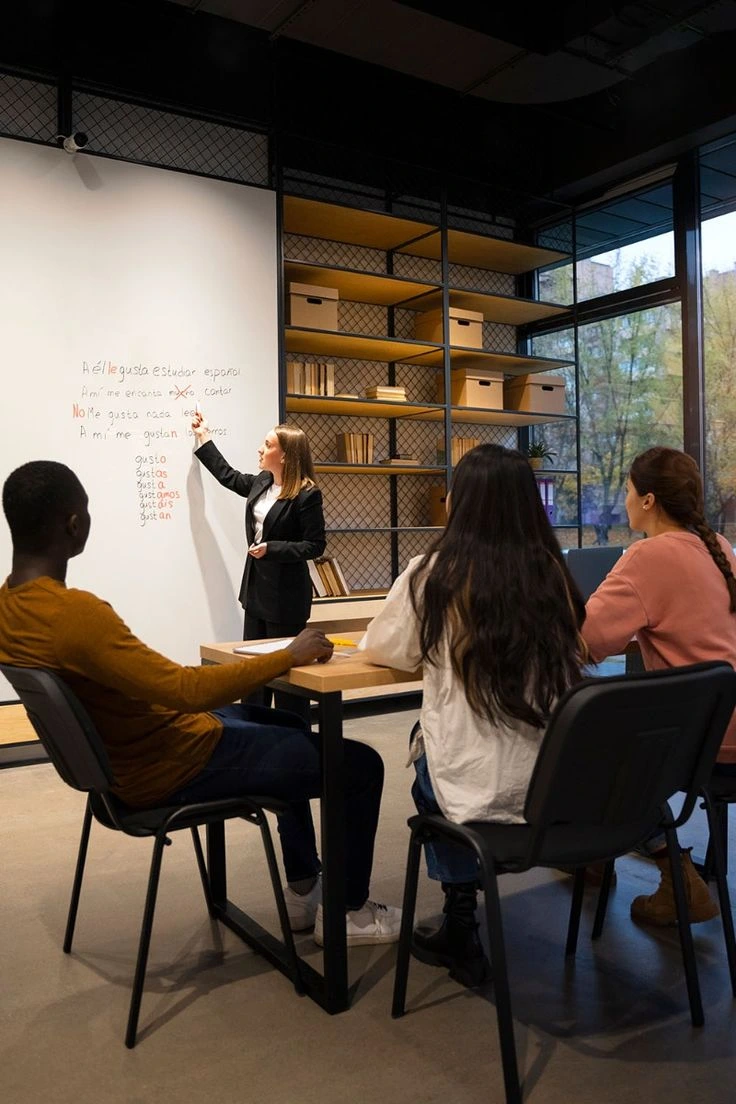 A él le gusta estudiar español
A mí me encanta cantar
No Me gusta nada
A mí me gustan
gusto
gustas
gusta
gustamos
gustáis
gustan